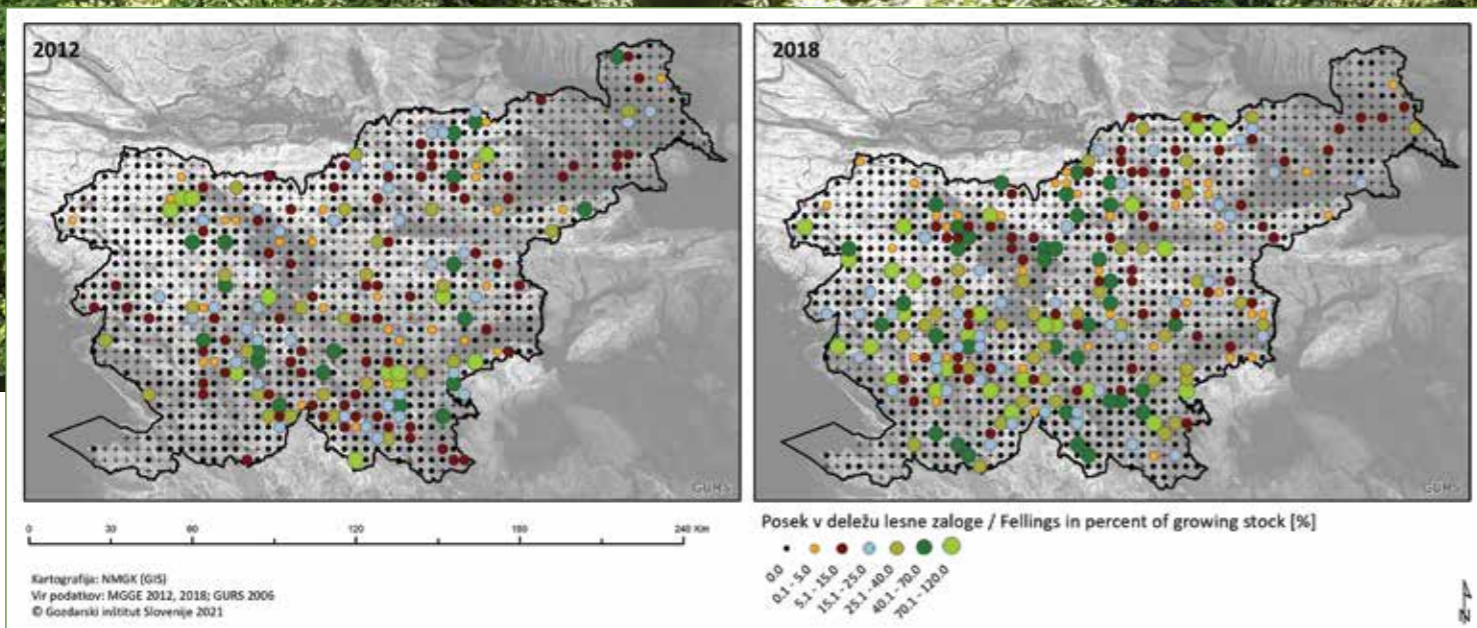 2012
GURS
2018
GURS
0 30 60 120 180 240 Km
Kartografija: NMGK (GIS)
Vir podatkov: MGGE 2012, 2018; GURS 2006
© Gozdarski inštitut Slovenije 2021
Posek v deležu lesne zaloge / Fellings in percent of growing stock [%]
0.0
0.1 - 5.0
5.1 - 15.0
15.1 - 25.0
25.1 - 40.0
40.1 - 70.0
70.1 - 120.0
N